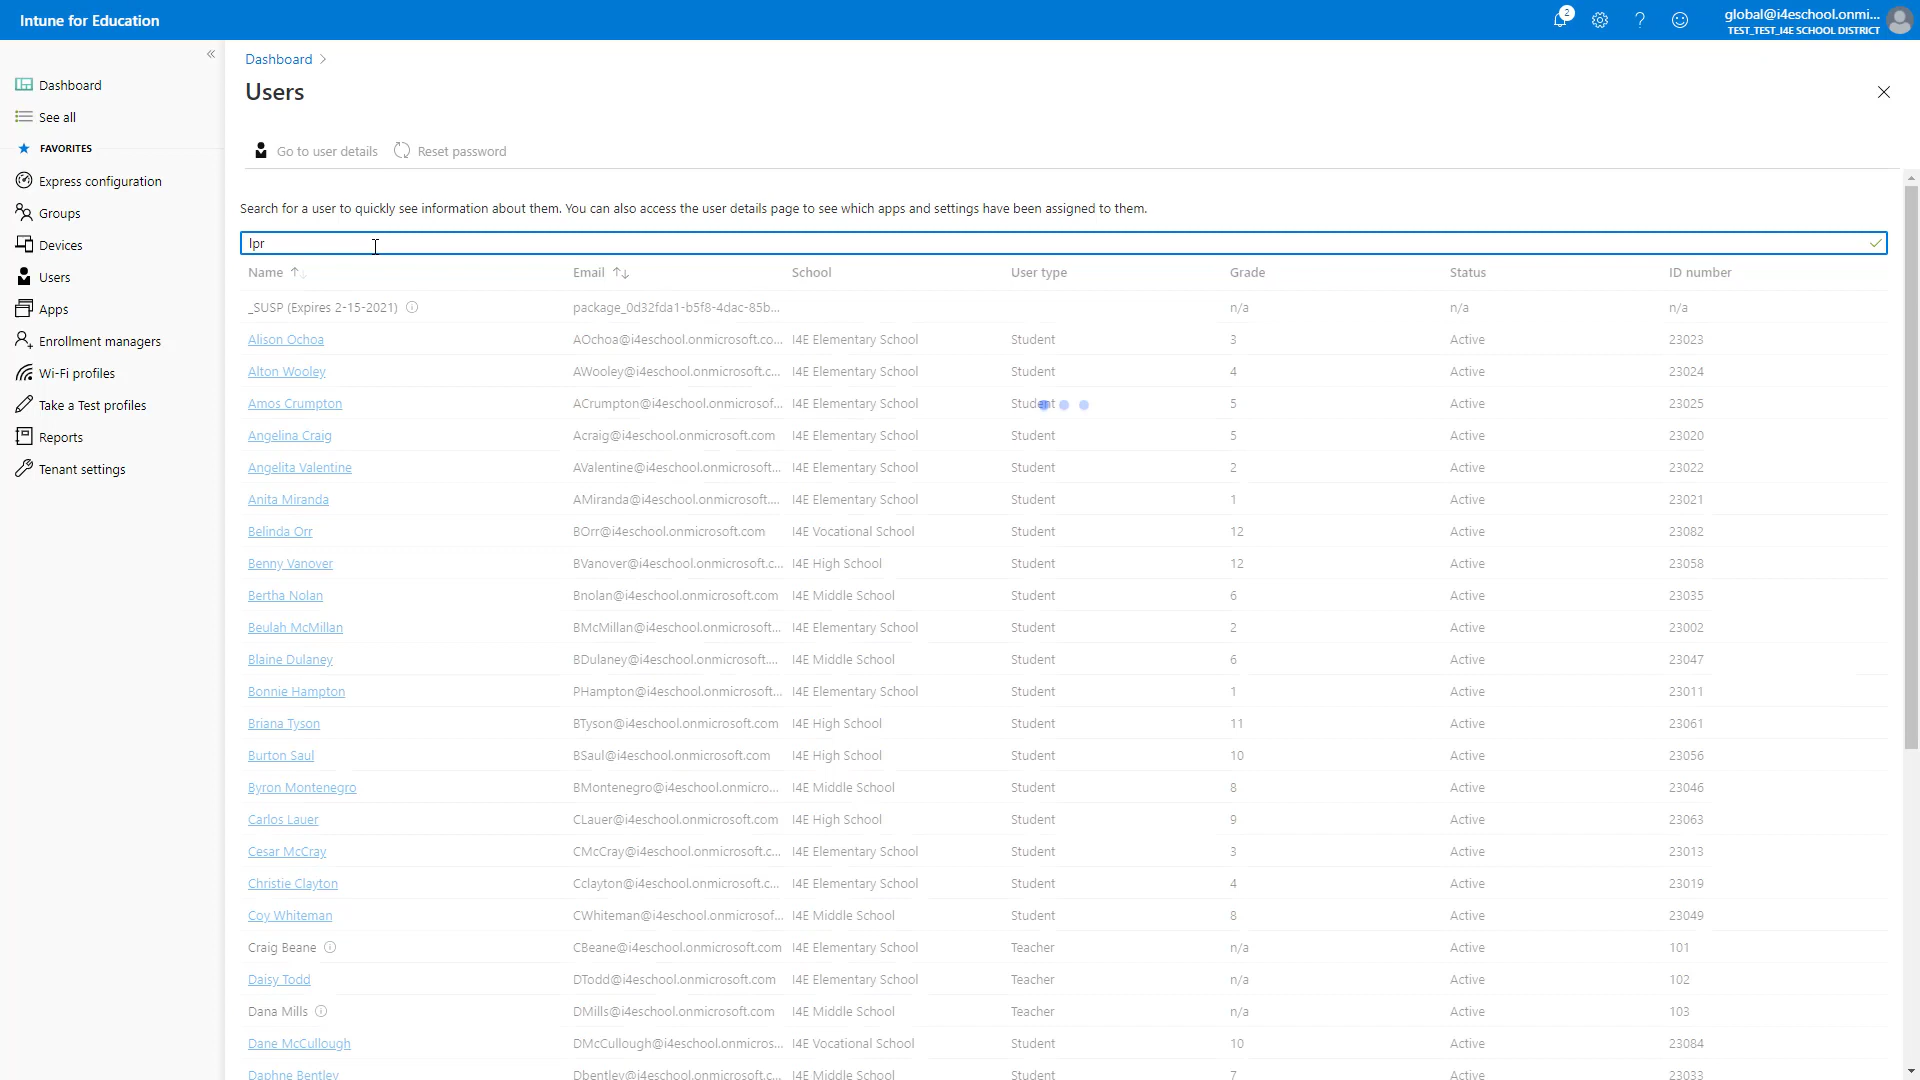 Intune for Education
2
global@i4eschool.onmi...
TEST_TEST_I4E SCHOOL DISTRICT
Dashboard
Users
Dashboard
See all
FAVORITES
Express configuration
Groups
Devices
Users
Apps
Enrollment managers
Wi-Fi profiles
Take a Test profiles
Reports
Tenant settings
Go to user details Reset password
Search for a user to quickly see information about them. You can also access the user details page to see which apps and settings have been assigned to them.
lpr
Name Email School User type Grade Status ID number
_SUSP (Expires 2-15-2021) package_0d32fda1-b5f8-4dac-85b... n/a n/a n/a
Alison Ochoa AOchoa@i4eschool.onmicrosoft.co... I4E Elementary School Student 3 Active 23023
Alton Wooley AWooley@i4eschool.onmicrosoft.c... I4E Elementary School Student 4 Active 23024
Amos Crumpton ACrumpton@i4eschool.onmicrosof... I4E Elementary School Student 5 Active 23025
Angelina Craig Acraig@i4eschool.onmicrosoft.com I4E Elementary School Student 5 Active 23020
Angelita Valentine AValentine@i4eschool.onmicrosoft... I4E Elementary School Student 2 Active 23022
Anita Miranda AMiranda@i4eschool.onmicrosoft.... I4E Elementary School Student 1 Active 23021
Belinda Orr BOrr@i4eschool.onmicrosoft.com I4E Vocational School Student 12 Active 23082
Benny Vanover BVanover@i4eschool.onmicrosoft.c... I4E High School Student 12 Active 23058
Bertha Nolan Bnolan@i4eschool.onmicrosoft.com I4E Middle School Student 6 Active 23035
Beulah McMillan BMcMillan@i4eschool.onmicrosoft... I4E Elementary School Student 2 Active 23002
Blaine Dulaney BDulaney@i4eschool.onmicrosoft.... I4E Middle School Student 6 Active 23047
Bonnie Hampton PHampton@i4eschool.onmicrosoft... I4E Elementary School Student 1 Active 23011
Briana Tyson BTyson@i4eschool.onmicrosoft.com I4E High School Student 11 Active 23061
Burton Saul BSaul@i4eschool.onmicrosoft.com I4E High School Student 10 Active 23056
Byron Montenegro BMontenegro@i4eschool.onmicro... I4E Middle School Student 8 Active 23046
Carlos Lauer CLauer@i4eschool.onmicrosoft.com I4E High School Student 9 Active 23063
Cesar McCray CMcCray@i4eschool.onmicrosoft.c... I4E Elementary School Student 3 Active 23013
Christie Clayton Cclayton@i4eschool.onmicrosoft.c... I4E Elementary School Student 4 Active 23019
Coy Whiteman CWhiteman@i4eschool.onmicrosof... I4E Middle School Student 8 Active 23049
Craig Beane CBeane@i4eschool.onmicrosoft.com I4E Elementary School Teacher n/a Active 101
Daisy Todd DTodd@i4eschool.onmicrosoft.com I4E Elementary School Teacher n/a Active 102
Dana Mills DMills@i4eschool.onmicrosoft.com I4E Middle School Teacher n/a Active 103
Dane McCullough DMcCullough@i4eschool.onmicros... I4E Vocational School Student 10 Active 23084
Daphne Bentley Dbentley@i4eschool.onmicrosoft.c... I4E Middle School Student 7 Active 23033